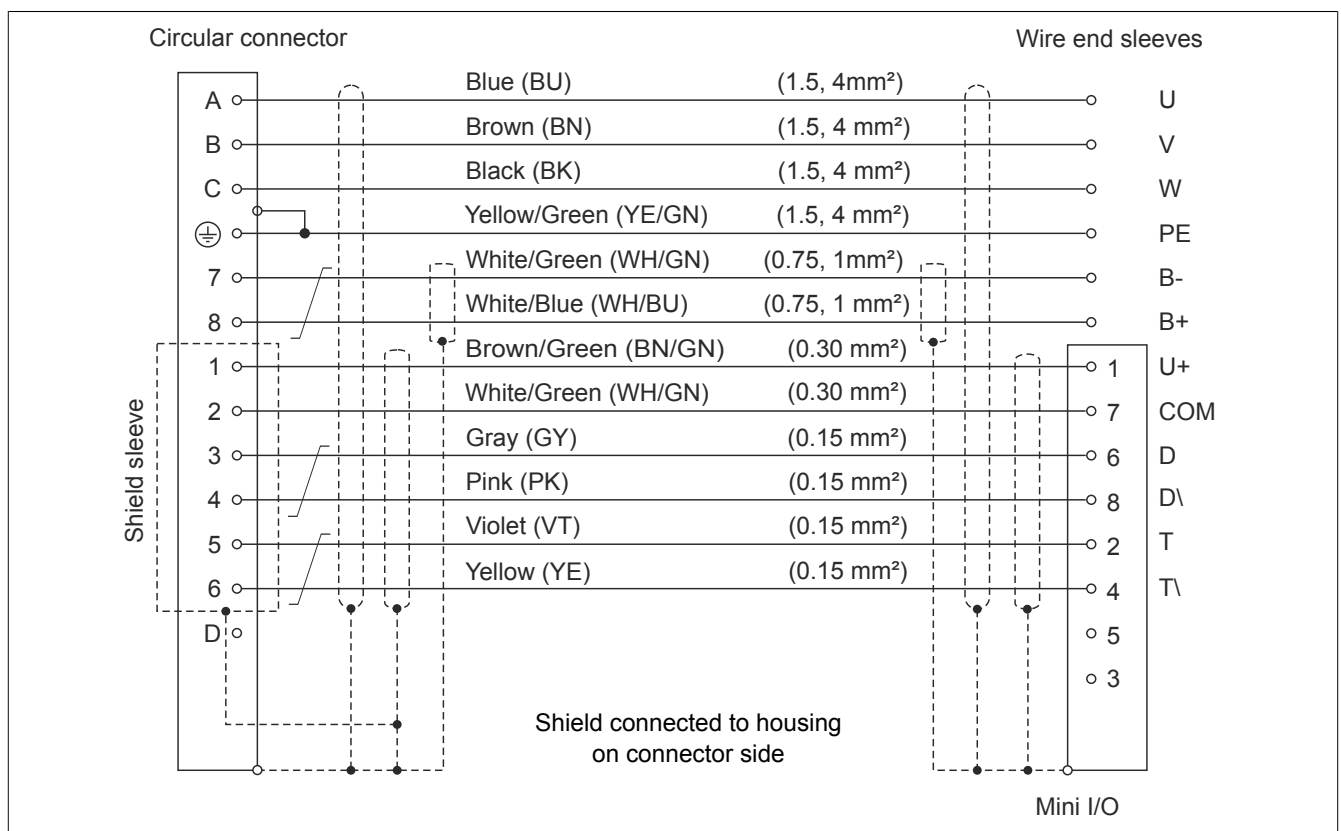 Circular connector
Wire end sleeves
A Blue (BU) (1.5, 4mm²) U
B Brown (BN) (1.5, 4 mm²) V
C Black (BK) (1.5, 4 mm²) W
Yellow/Green (YE/GN) (1.5, 4 mm²) PE
7 White/Green (WH/GN) (0.75, 1mm²) B-
8 White/Blue (WH/BU) (0.75, 1 mm²) B+
1 Brown/Green (BN/GN) (0.30 mm²) 1 U+
2 White/Green (WH/GN) (0.30 mm²) 7 COM
3 Gray (GY) (0.15 mm²) 6 D
4 Pink (PK) (0.15 mm²) 8 D\
5 Violet (VT) (0.15 mm²) 2 T
6 Yellow (YE) (0.15 mm²) 4 T\
D 5
3
Shield sleeve
Shield connected to housing
on connector side
Mini I/O